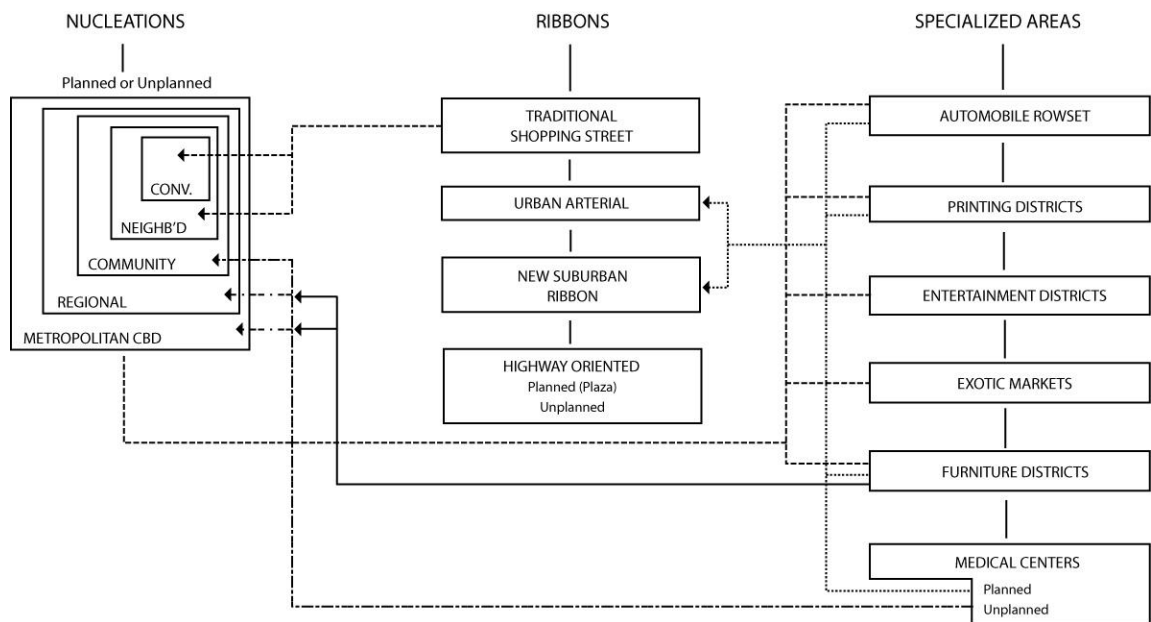 NUCLEATIONS
Planned or Unplanned
CONV.
NEIGHB'D
COMMUNITY
REGIONAL
METROPOLITAN CBD
RIBBONS
TRADITIONAL
SHOPPING STREET
URBAN ARTERIAL
NEW SUBURBAN
RIBBON
HIGHWAY ORIENTED
Planned (Plaza)
Unplanned
SPECIALIZED AREAS
AUTOMOBILE ROWSET
PRINTING DISTRICTS
ENTERTAINMENT DISTRICTS
EXOTIC MARKETS
FURNITURE DISTRICTS
MEDICAL CENTERS
Planned
Unplanned